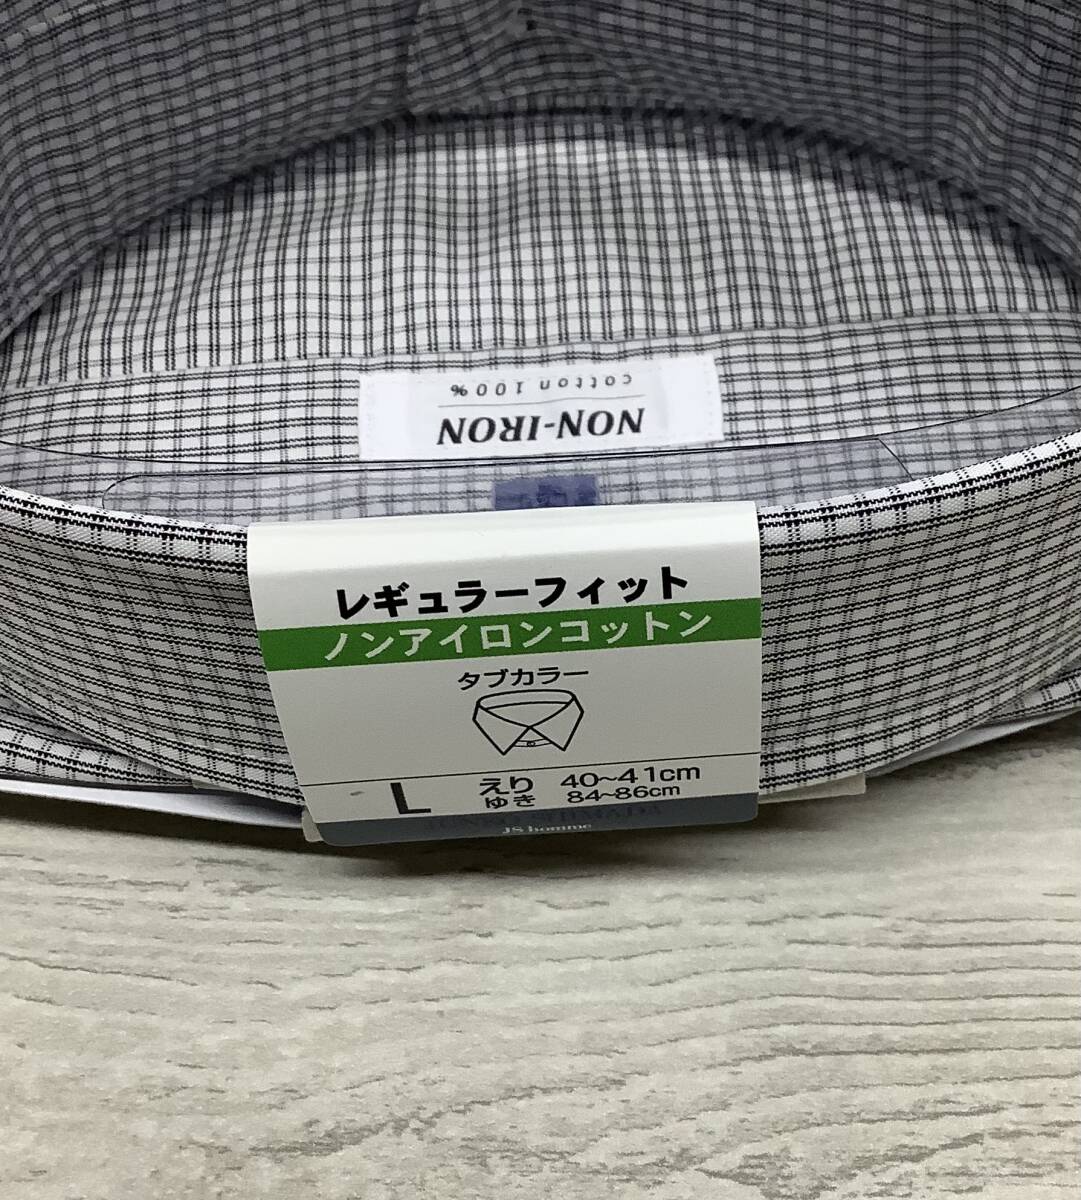 NON-IRON
cotton 100%
レギュラーフィット
ノンアイロンコットン
タブカラー
L
えり 40~41cm
ゆき 84~86cm
JS homme